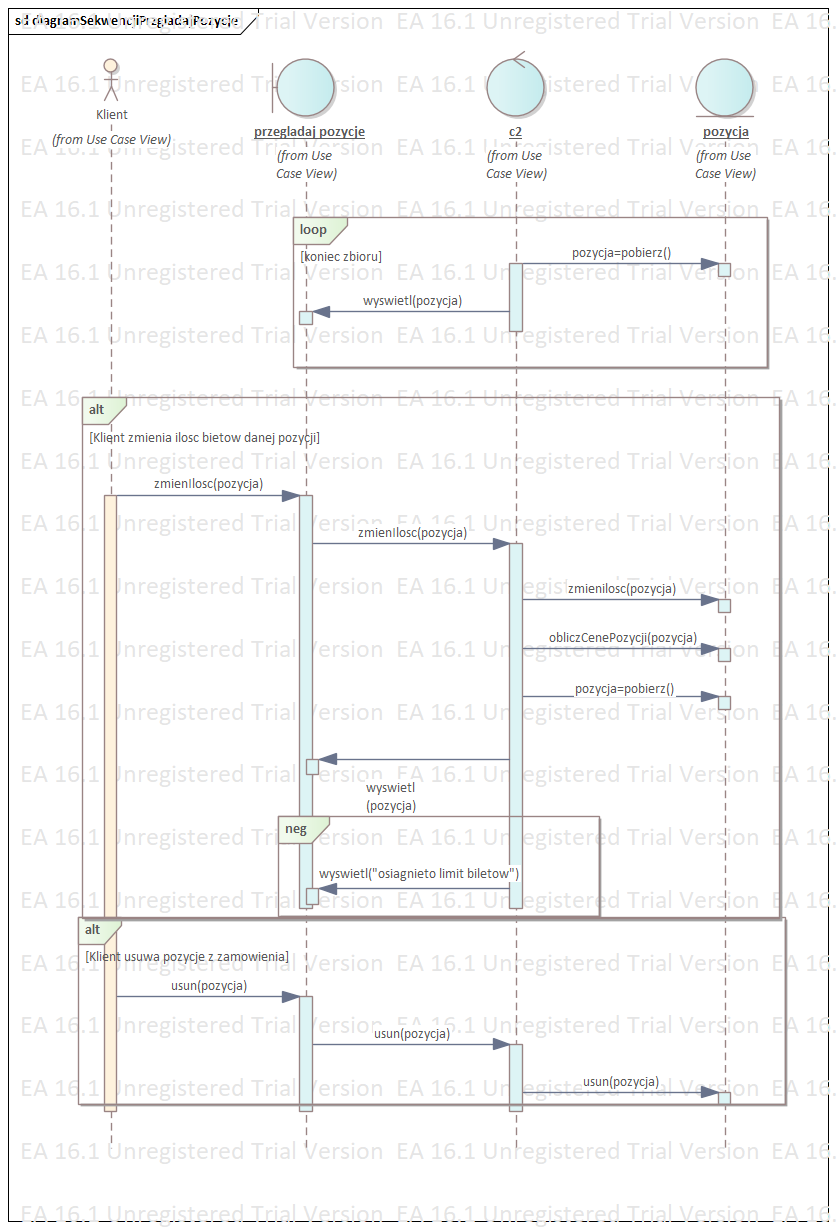 sd diagramSekwencjiPrzegladajPozycje
Klient
(from Use Case View)
przegladaj pozycje
(from Use
Case View)
c2
(from Use
Case View)
pozycja
(from Use
Case View)
loop
[koniec zbioru]
pozycja=pobierz()
wyswietl(pozycja)
alt
[Klient zmienia ilosc bietow danej pozycji]
zmienIlosc(pozycja)
zmienIlosc(pozycja)
zmienilosc(pozycja)
obliczCenePozycji(pozycja)
pozycja=pobierz()
wyswietl
(pozycja)
neg
wyswietl("osiagnieto limit biletow")
alt
[Klient usuwa pozycje z zamowienia]
usun(pozycja)
usun(pozycja)
usun(pozycja)
EA 16.1 Unregistered Trial Version